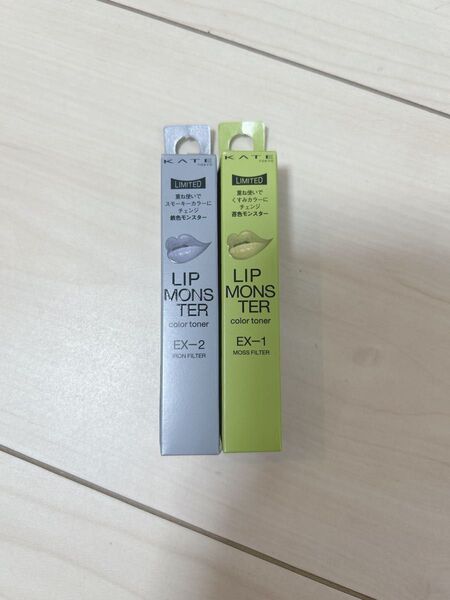 KATE
TOKYO
LIMITED
重ね使いで
スモーキーカラーに
チェンジ
鉄色モンスター
LIP
MONS
TER
color toner
EX-2
IRON FILTER
KATE
TOKYO
LIMITED
重ね使いで
くすみカラーに
チェンジ
苔色モンスター
LIP
MONS
TER
color toner
EX-1
MOSS FILTER